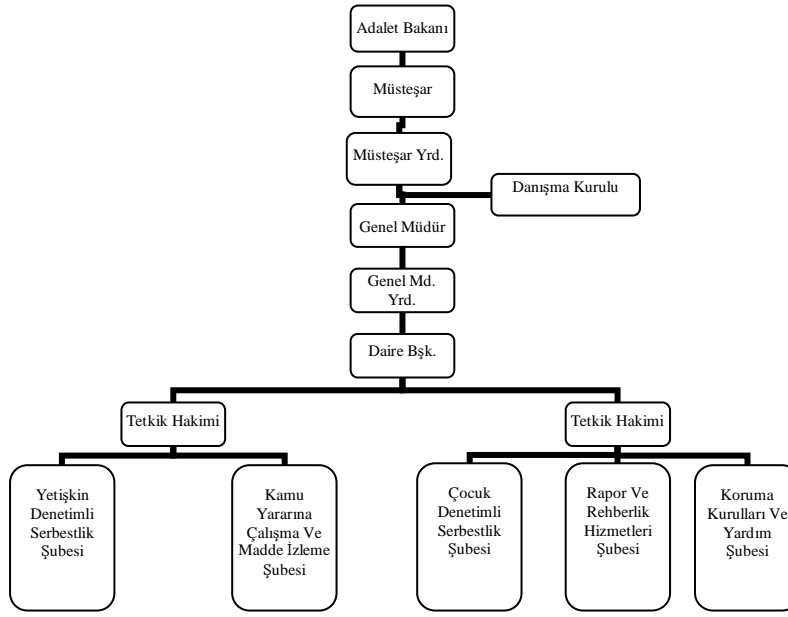 Adalet Bakanı
Müsteşar
Müsteşar Yrd.
Danışma Kurulu
Genel Müdür
Genel Md.
Yrd.
Daire Bşk.
Tetkik Hakimi
Tetkik Hakimi
Yetişkin
Denetimli
Serbestlik
Şubesi
Kamu
Yararına
Çalışma Ve
Madde İzleme
Şubesi
Çocuk
Denetimli
Serbestlik
Şubesi
Rapor Ve
Rehberlik
Hizmetleri
Şubesi
Koruma
Kurulları Ve
Yardım
Şubesi